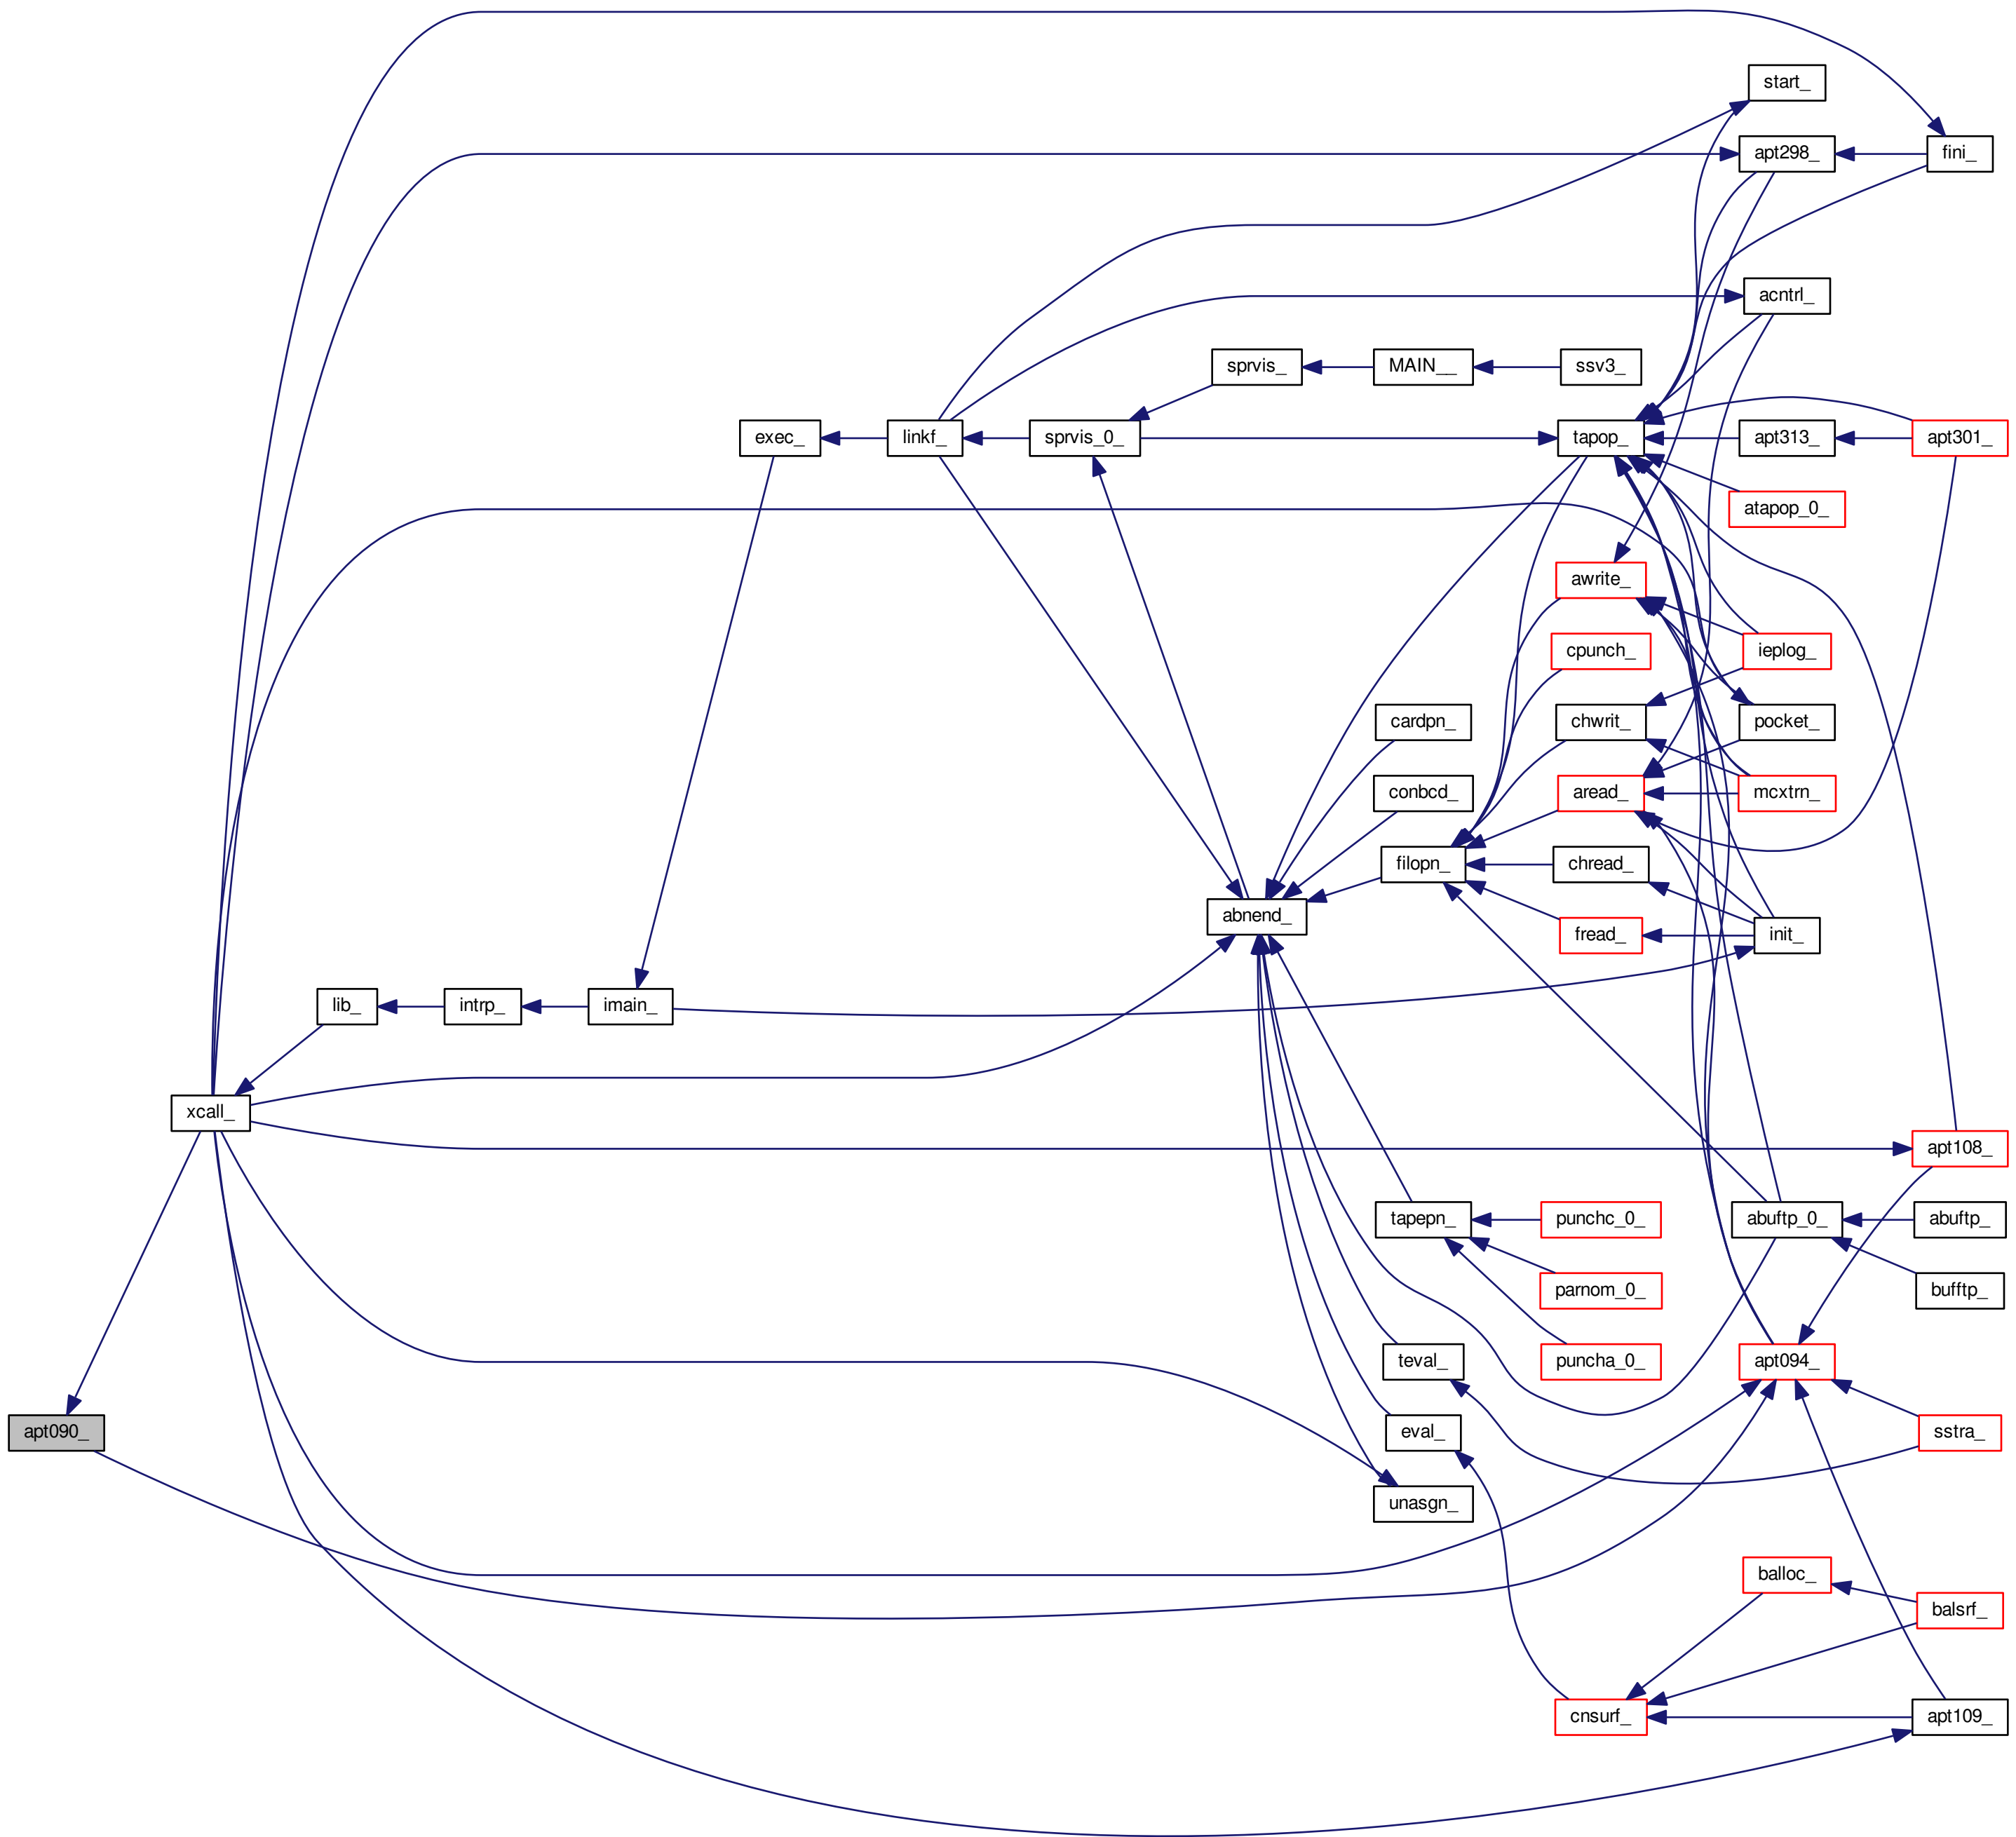 start_
apt298_
fini_
acntrl_
sprvis_
MAIN__
ssv3_
exec_
linkf_
sprvis_0_
tapop_
apt313_
apt301_
atapop_0_
awrite_
cpunch_
ieplog_
cardpn_
chwrit_
pocket_
conbcd_
aread_
mcxtrn_
filopn_
chread_
abnend_
fread_
init_
lib_
intrp_
imain_
xcall_
apt108_
tapepn_
punchc_0_
abuftp_0_
abuftp_
parnom_0_
bufftp_
teval_
puncha_0_
apt094_
apt090_
eval_
sstra_
unasgn_
balloc_
balsrf_
cnsurf_
apt109_